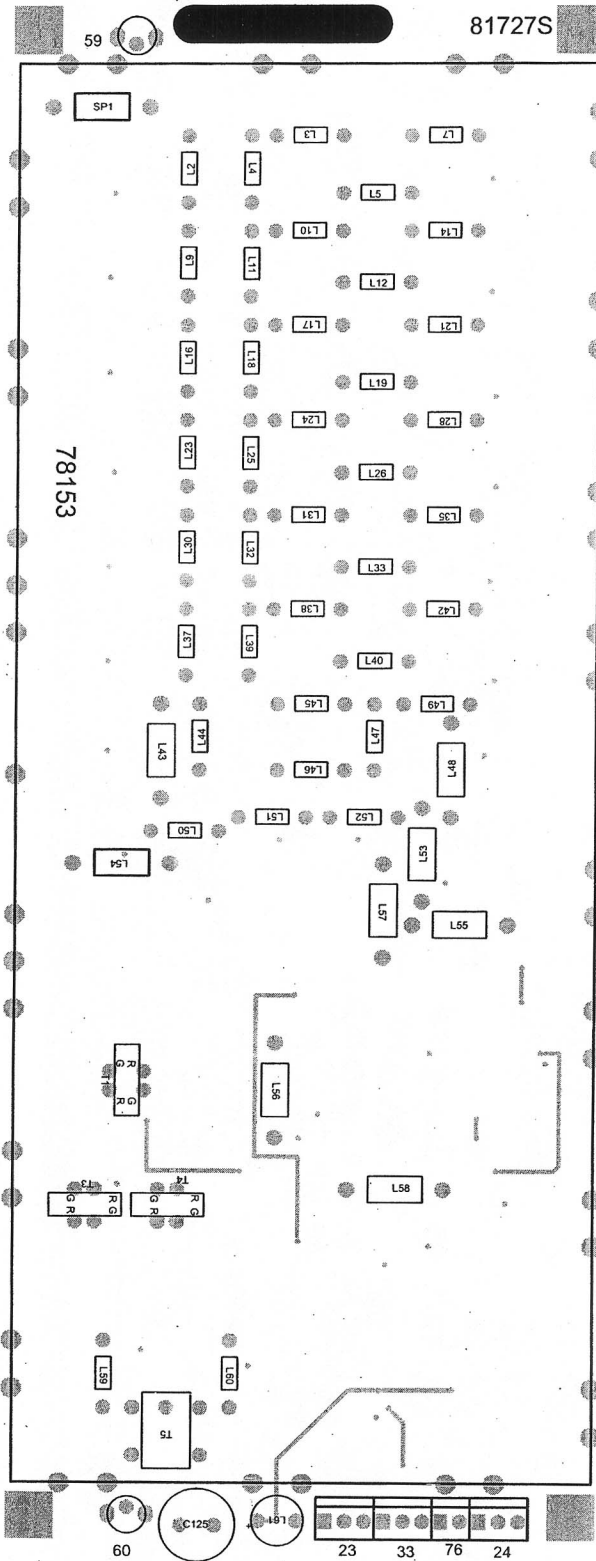 59
81727S
SP1
L3
L7
L2
L4
L5
L10
L14
L9
L11
L12
L17
L21
L16
L18
L19
L24
L28
L23
L25
L26
L31
L35
78153
L30
L32
L33
L38
L42
L37
L39
L40
L45
L49
L44
L47
L43
L48
L46
L51
L52
L50
L53
L54
L57
L55
R G
T1
G R
L56
T3
T4
G R
R G
G R
R G
L58
L59
L60
T5
C125
+
L61
60
23
33
76
24